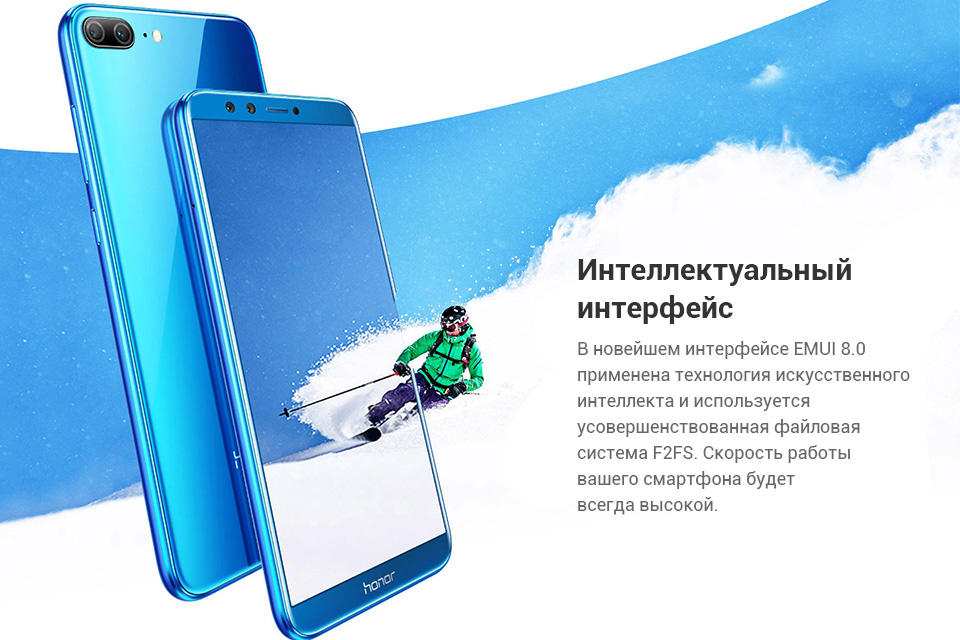 Интеллектуальный
интерфейс
В новейшем интерфейсе EMUI 8.0
применена технология искусственного
интеллекта и используется
усовершенствованная файловая
система F2FS. Скорость работы
вашего смартфона будет
всегда высокой.
honor